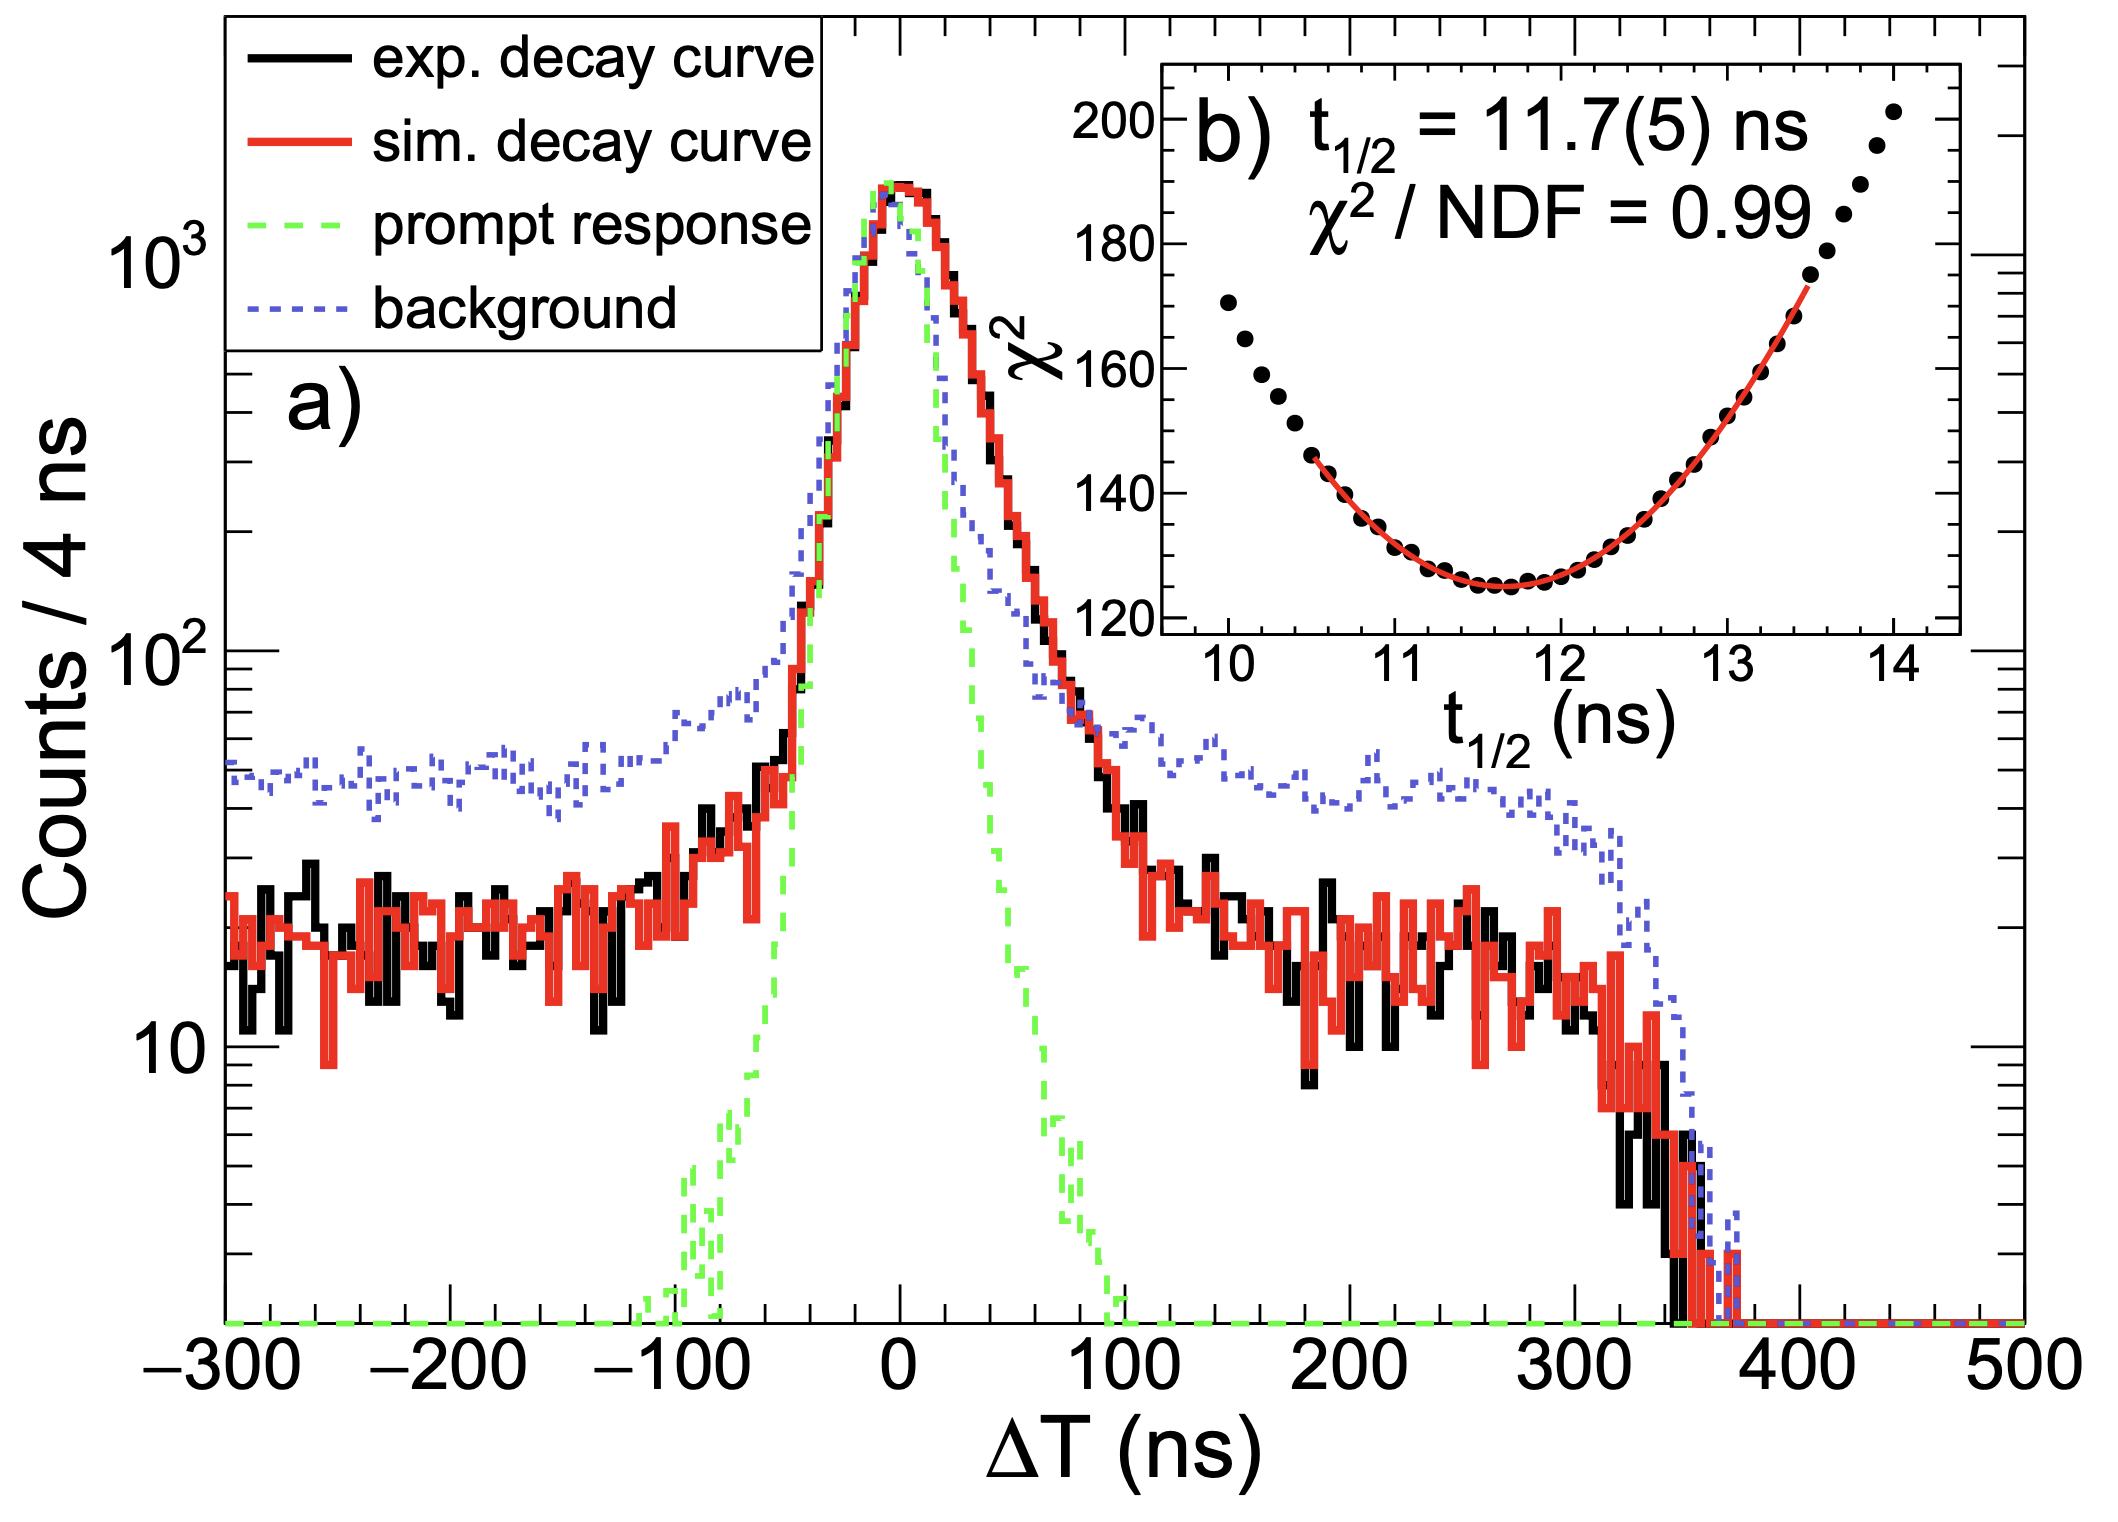 exp. decay curve
sim. decay curve
prompt response
background
a)
Counts / 4 ns
10³
10²
10
–300 –200 –100 0 100 200 300 400 500
ΔT (ns)
b) t₁/₂ = 11.7(5) ns
χ² / NDF = 0.99
χ²
200
180
160
140
120
10 11 12 13 14
t₁/₂ (ns)